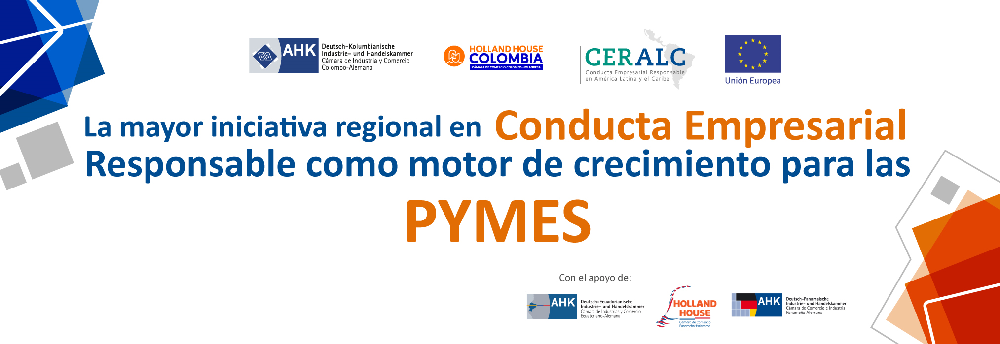 AHK
Deutsch-Kolumbianische
Industrie- und Handelskammer
Cámara de Industria y Comercio
Colombo-Alemana
HOLLAND HOUSE
COLOMBIA
CÁMARA DE COMERCIO COLOMBO-HOLANDESA
CERALC
Conducta Empresarial Responsable
en América Latina y el Caribe
Unión Europea
La mayor iniciativa regional en Conducta Empresarial
Responsable como motor de crecimiento para las
PYMES
Con el apoyo de:
AHK
Deutsch-Ecuadorianische
Industrie- und Handelskammer
Cámara de Industrias y Comercio
Ecuatoriano-Alemana
HOLLAND
HOUSE
Cámara de Comercio
Panameño-Holandesa
AHK
Deutsch-Panamaische
Industrie- und Handelskammer
Cámara de Comercio e Industria
Panameña Alemana